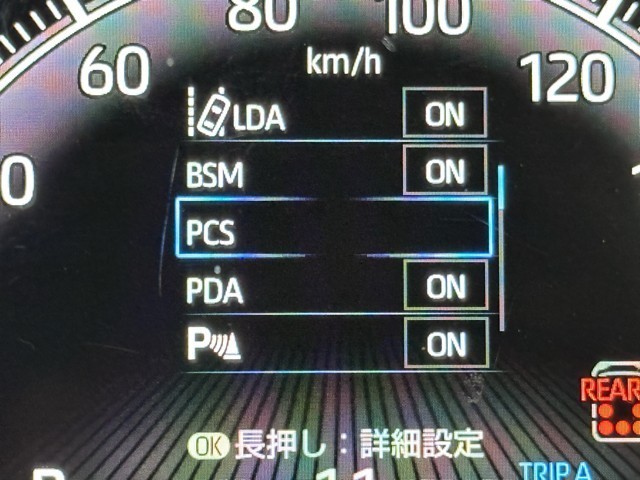 80 100
60 km/h 120
LDA ON
0 BSM ON
PCS
PDA ON
P ON
REAR
OK 長押し：詳細設定
TRIP A